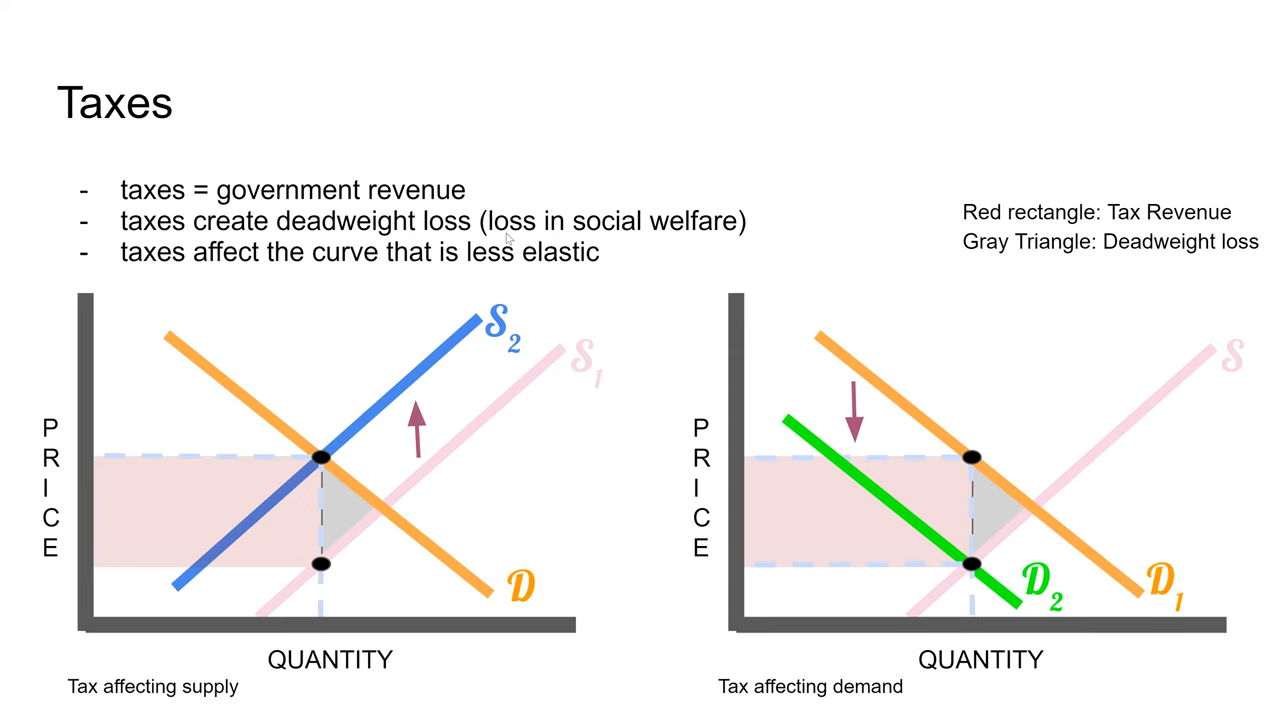 Taxes
- taxes = government revenue
- taxes create deadweight loss (loss in social welfare)
- taxes affect the curve that is less elastic
Red rectangle: Tax Revenue
Gray Triangle: Deadweight loss
PRICE
S2
S1
D
QUANTITY
Tax affecting supply
PRICE
S
D2
D1
QUANTITY
Tax affecting demand